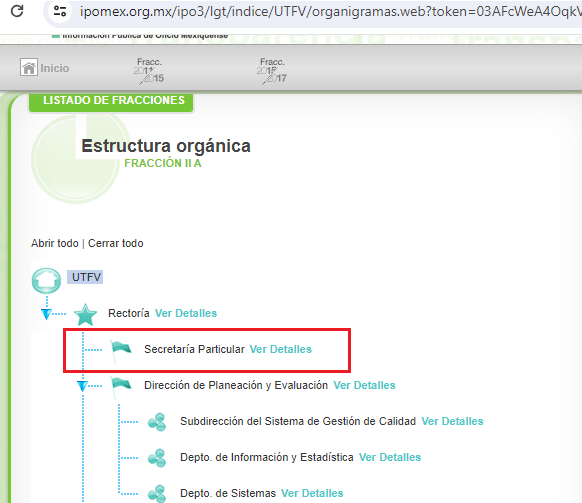 ipomex.org.mx/ipo3/lgt/indice/UTFV/organigramas.web?token=03AFcWeA4OqkV
Información Pública de Oficio Mexiquense
Inicio
Fracc.
2014
2015
Fracc.
2017
LISTADO DE FRACCIONES
Estructura orgánica
FRACCIÓN II A
Abrir todo | Cerrar todo
UTFV
Rectoría Ver Detalles
Secretaría Particular Ver Detalles
Dirección de Planeación y Evaluación Ver Detalles
Subdirección del Sistema de Gestión de Calidad Ver Detalles
Depto. de Información y Estadística Ver Detalles
Depto. de Sistemas Ver Detalles